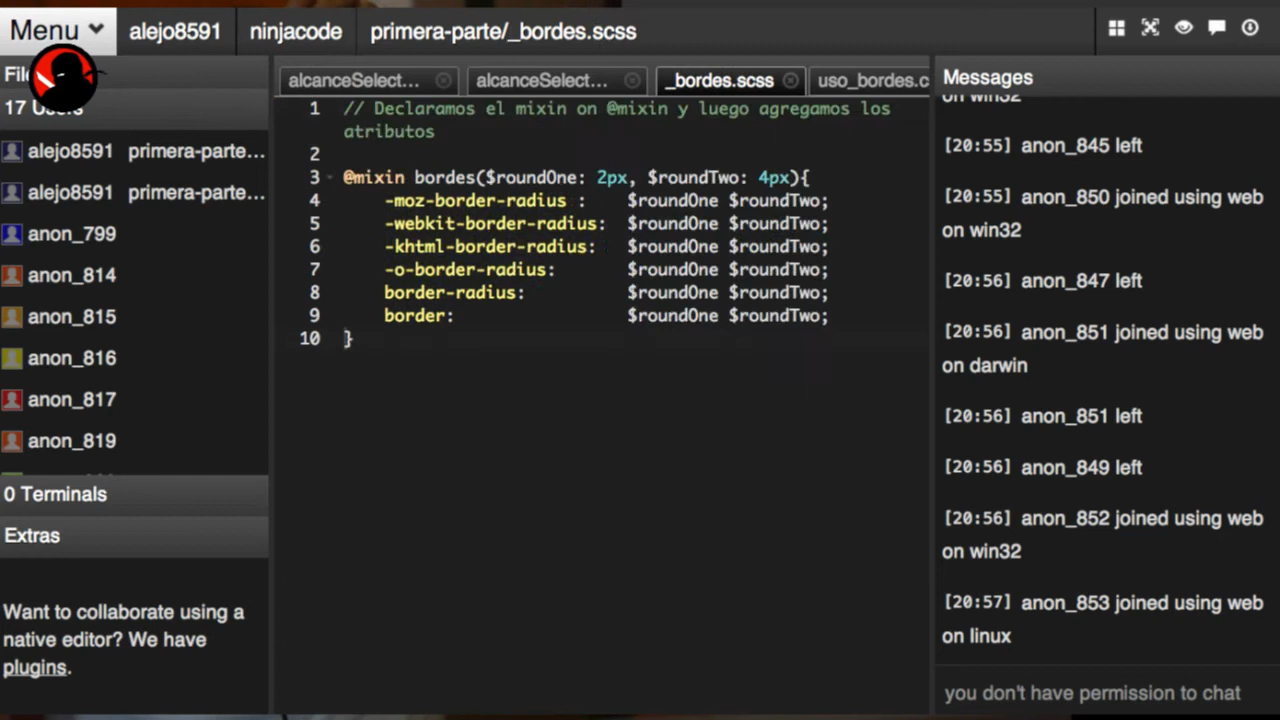 Menu
alejo8591
ninjacode
primera-parte/_bordes.scss
17 Users
alejo8591 primera-parte...
alejo8591 primera-parte...
anon_799
anon_814
anon_815
anon_816
anon_817
anon_819
0 Terminals
Extras
Want to collaborate using a
native editor? We have
plugins.
alcanceSelect...
alcanceSelect...
_bordes.scss
uso_bordes.c
1 // Declaramos el mixin on @mixin y luego agregamos los
atributos
2
3 @mixin bordes($roundOne: 2px, $roundTwo: 4px){
4 -moz-border-radius : $roundOne $roundTwo;
5 -webkit-border-radius: $roundOne $roundTwo;
6 -khtml-border-radius: $roundOne $roundTwo;
7 -o-border-radius: $roundOne $roundTwo;
8 border-radius: $roundOne $roundTwo;
9 border: $roundOne $roundTwo;
10 }
Messages
on win32
[20:55] anon_845 left
[20:55] anon_850 joined using web
on win32
[20:56] anon_847 left
[20:56] anon_851 joined using web
on darwin
[20:56] anon_851 left
[20:56] anon_849 left
[20:56] anon_852 joined using web
on win32
[20:57] anon_853 joined using web
on linux
you don't have permission to chat